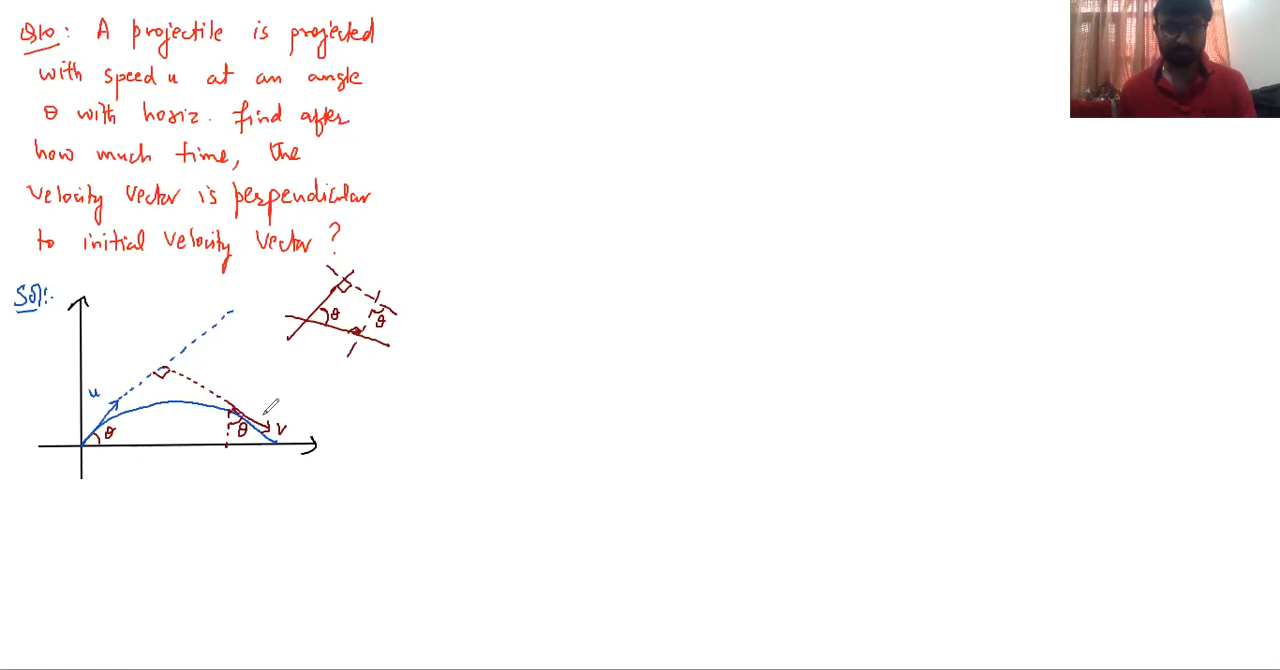 Q10: A projectile is projected
with speed u at an angle
θ with horiz. find after
how much time, the
velocity vector is perpendicular
to initial velocity vector?
Sol:-
θ
θ
u
θ
θ
v